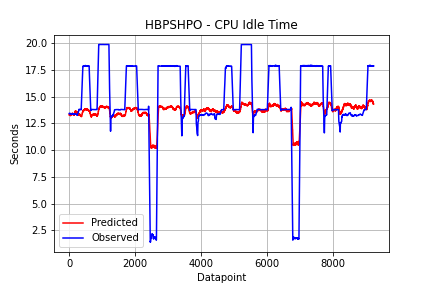 HBPSHPO - CPU Idle Time
20.0
17.5
15.0
12.5
10.0
7.5
5.0
2.5
Seconds
Predicted
Observed
0 2000 4000 6000 8000
Datapoint